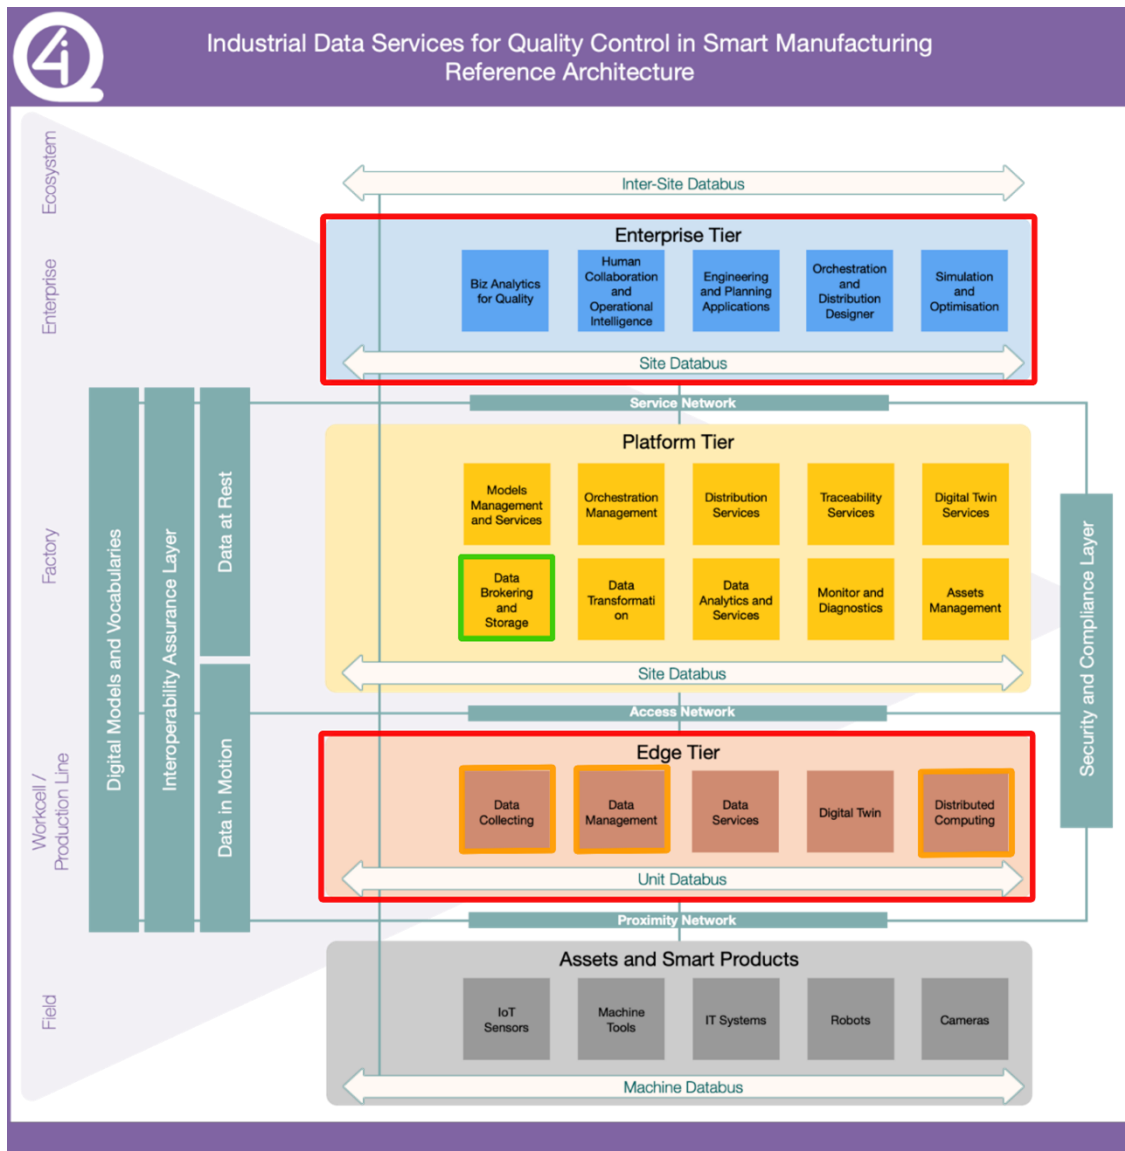 4i
Industrial Data Services for Quality Control in Smart Manufacturing
Reference Architecture
Ecosystem
Inter-Site Databus
Enterprise
Enterprise Tier
Biz Analytics
for Quality
Human
Collaboration
and
Operational
Intelligence
Engineering
and Planning
Applications
Orchestration
and
Distribution
Designer
Simulation
and
Optimisation
Site Databus
Service Network
Digital Models and Vocabularies
Interoperability Assurance Layer
Data at Rest
Data in Motion
Security and Compliance Layer
Factory
Platform Tier
Models
Management
and Services
Orchestration
Management
Distribution
Services
Traceability
Services
Digital Twin
Services
Data
Brokering
and
Storage
Data
Transformati
on
Data
Analytics and
Services
Monitor and
Diagnostics
Assets
Management
Site Databus
Access Network
Workcell /
Production Line
Edge Tier
Data
Collecting
Data
Management
Data
Services
Digital Twin
Distributed
Computing
Unit Databus
Proximity Network
Field
Assets and Smart Products
IoT
Sensors
Machine
Tools
IT Systems
Robots
Cameras
Machine Databus